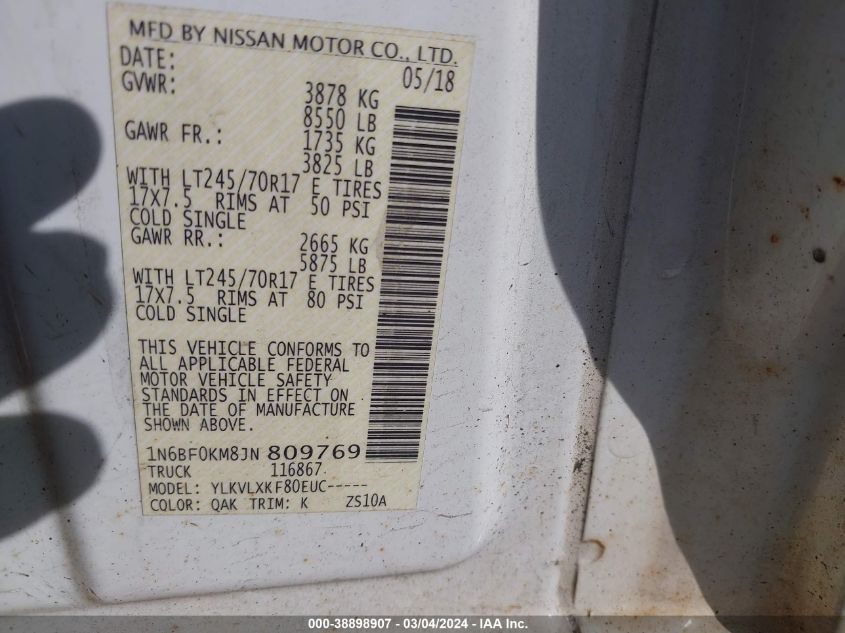 MFD BY NISSAN MOTOR CO., LTD.
DATE: 05/18
GVWR: 3878 KG
8550 LB
GAWR FR.: 1735 KG
3825 LB
WITH LT245/70R17 E TIRES
17X7.5 RIMS AT 50 PSI
COLD SINGLE
GAWR RR.: 2665 KG
5875 LB
WITH LT245/70R17 E TIRES
17X7.5 RIMS AT 80 PSI
COLD SINGLE
THIS VEHICLE CONFORMS TO
ALL APPLICABLE FEDERAL
MOTOR VEHICLE SAFETY
STANDARDS IN EFFECT ON
THE DATE OF MANUFACTURE
SHOWN ABOVE.
1N6BF0KM8JN 809769
TRUCK 116867
MODEL: YLKVLXKF80EUC-----
COLOR: QAK TRIM: K ZS10A
000-38898907 - 03/04/2024 - IAA Inc.